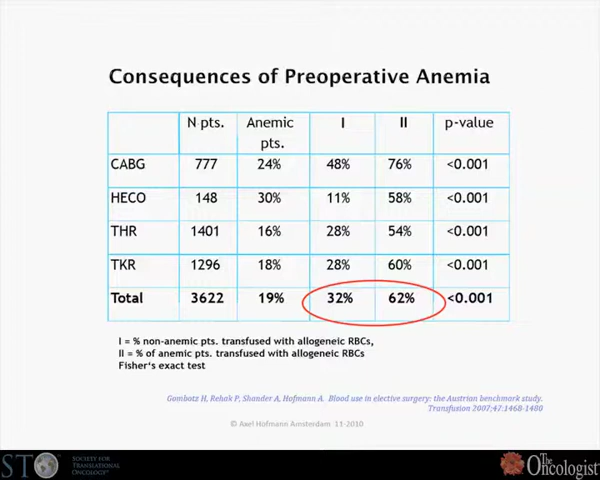 Consequences of Preoperative Anemia
N pts. Anemic pts. I II p-value
CABG 777 24% 48% 76% <0.001
HECO 148 30% 11% 58% <0.001
THR 1401 16% 28% 54% <0.001
TKR 1296 18% 28% 60% <0.001
Total 3622 19% 32% 62% <0.001
I = % non-anemic pts. transfused with allogeneic RBCs,
II = % of anemic pts. transfused with allogeneic RBCs
Fisher's exact test
Gombotz H, Rehak P, Shander A, Hofmann A. Blood use in elective surgery: the Austrian benchmark study.
Transfusion 2007;47:1468-1480
© Axel Hofmann Amsterdam 11-2010
STO SOCIETY FOR TRANSLATIONAL ONCOLOGY
The Oncologist